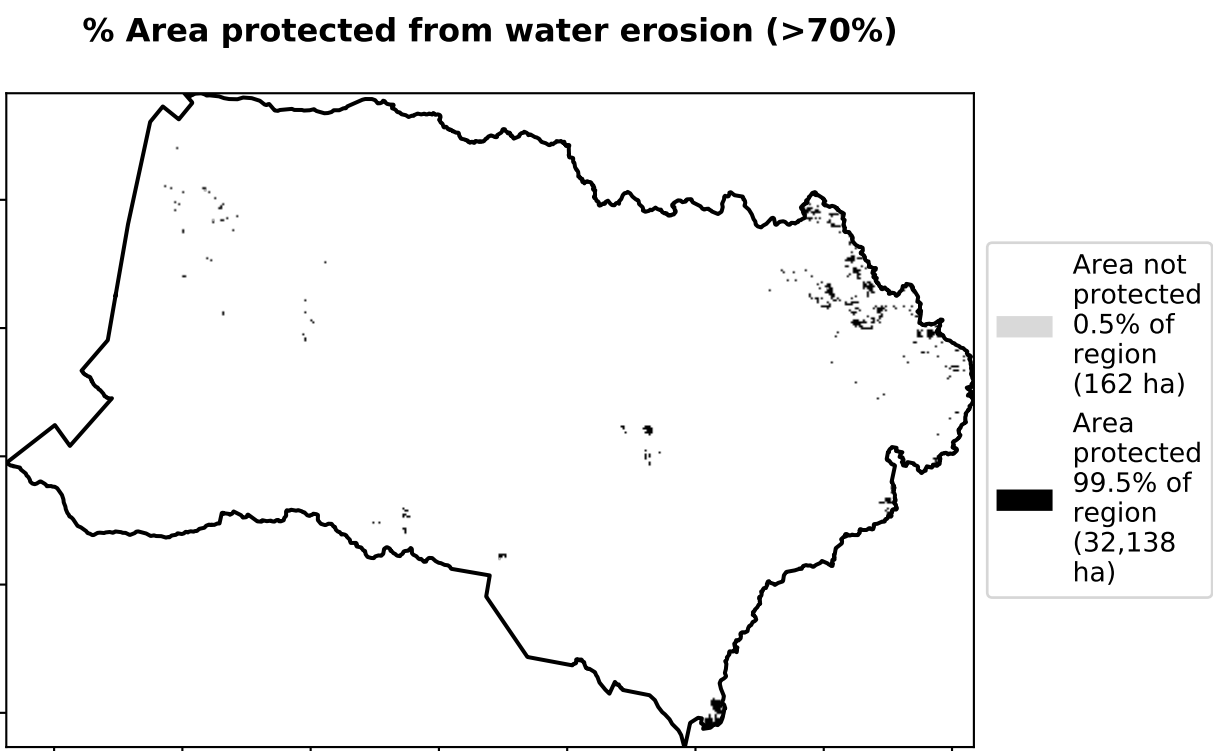 % Area protected from water erosion (>70%)
Area not
protected
0.5% of
region
(162 ha)
Area
protected
99.5% of
region
(32,138
ha)